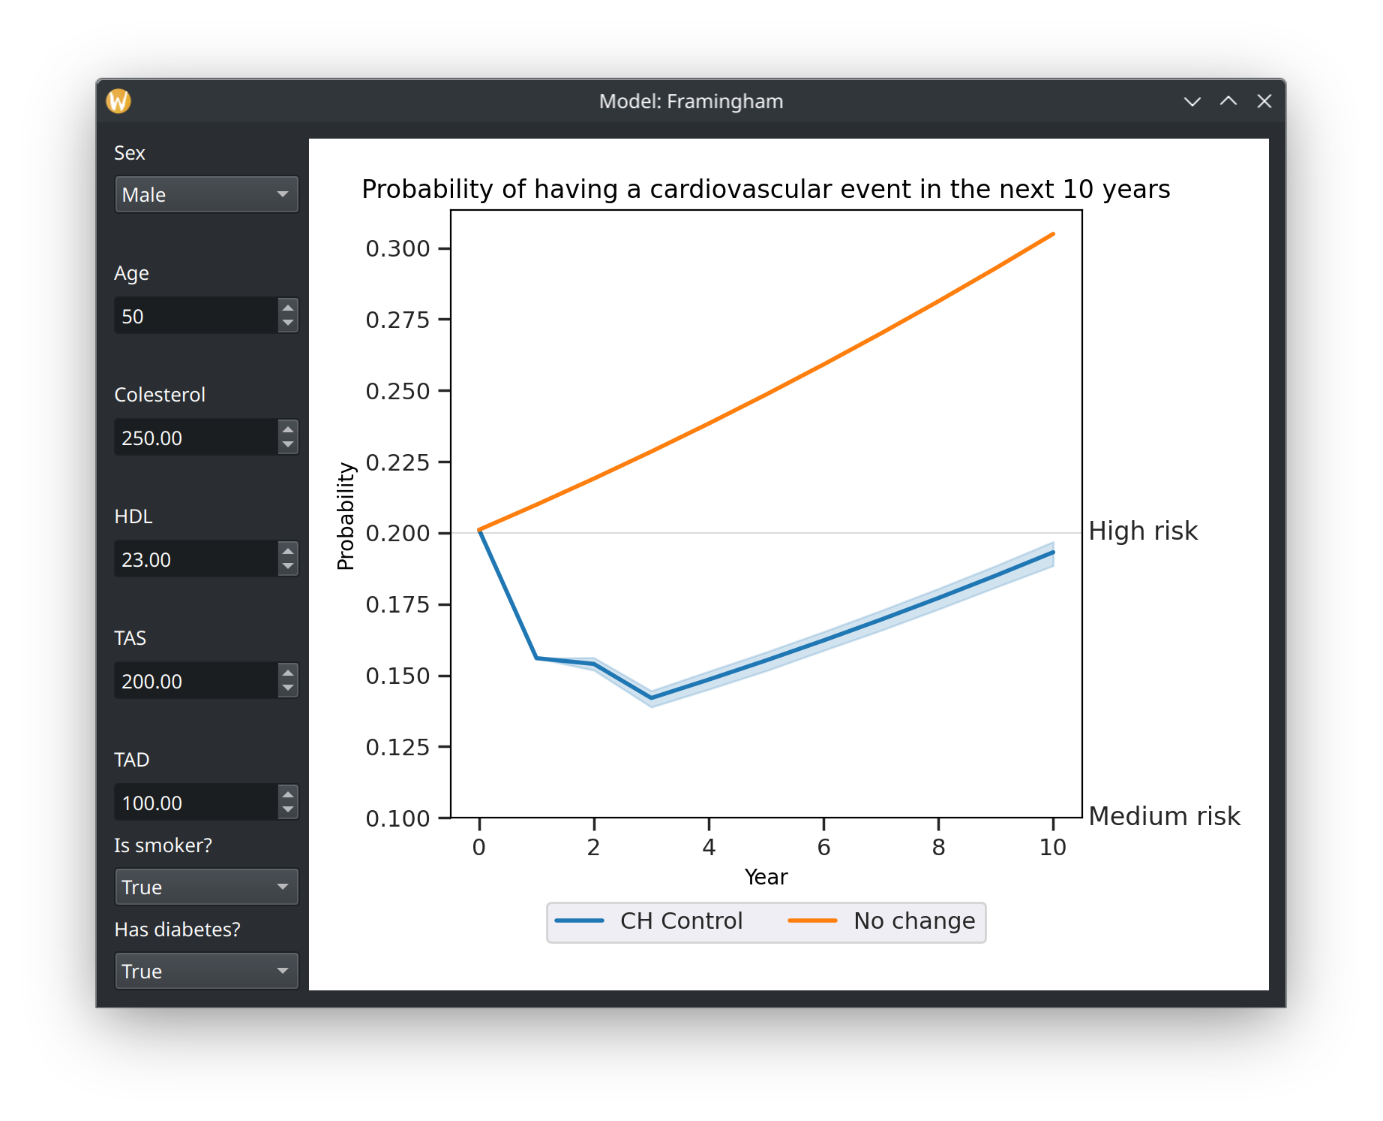 Model: Framingham
Sex
Male
Age
50
Colesterol
250.00
HDL
23.00
TAS
200.00
TAD
100.00
Is smoker?
True
Has diabetes?
True
Probability of having a cardiovascular event in the next 10 years
0.300
0.275
0.250
0.225
0.200
0.175
0.150
0.125
0.100
Probability
High risk
Medium risk
0 2 4 6 8 10
Year
CH Control No change